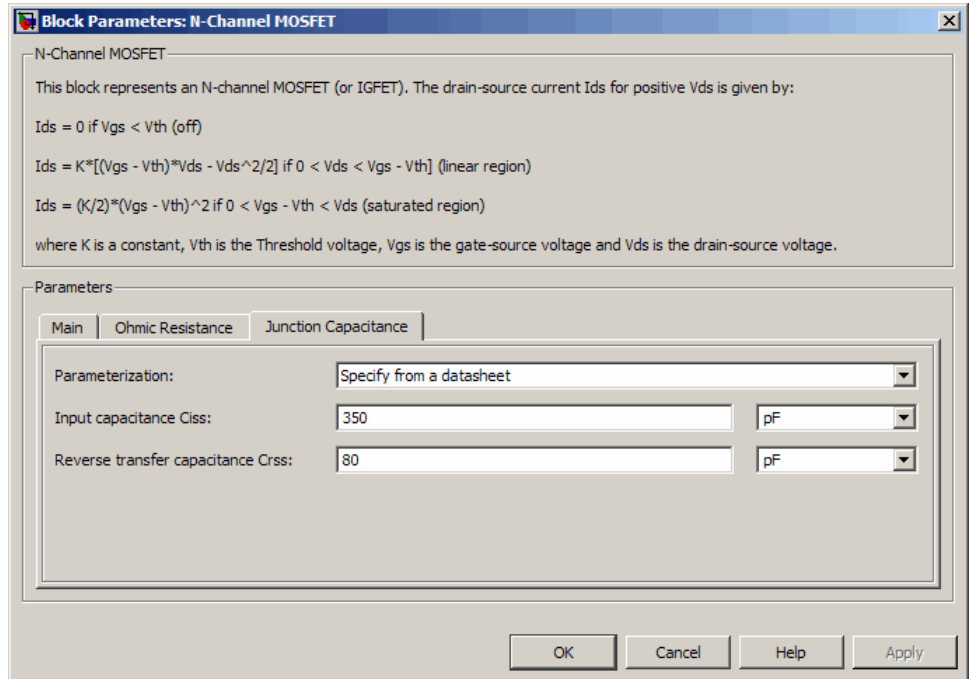 Block Parameters: N-Channel MOSFET
N-Channel MOSFET
This block represents an N-channel MOSFET (or IGFET). The drain-source current Ids for positive Vds is given by:
Ids = 0 if Vgs < Vth (off)
Ids = K*[(Vgs - Vth)*Vds - Vds^2/2] if 0 < Vds < Vgs - Vth] (linear region)
Ids = (K/2)*(Vgs - Vth)^2 if 0 < Vgs - Vth < Vds (saturated region)
where K is a constant, Vth is the Threshold voltage, Vgs is the gate-source voltage and Vds is the drain-source voltage.
Parameters
Main Ohmic Resistance Junction Capacitance
Parameterization: Specify from a datasheet
Input capacitance Ciss: 350 pF
Reverse transfer capacitance Crss: 80 pF
OK Cancel Help Apply